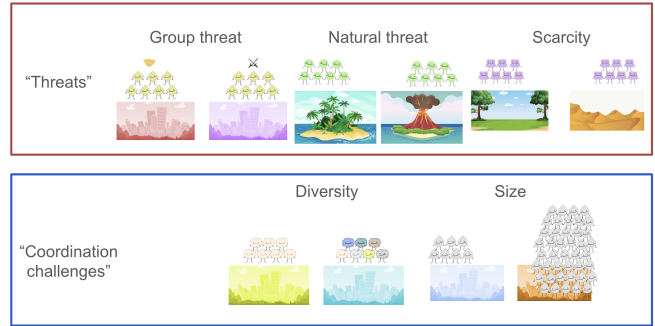 Group threat
Natural threat
Scarcity
“Threats”
Diversity
Size
“Coordination
challenges”